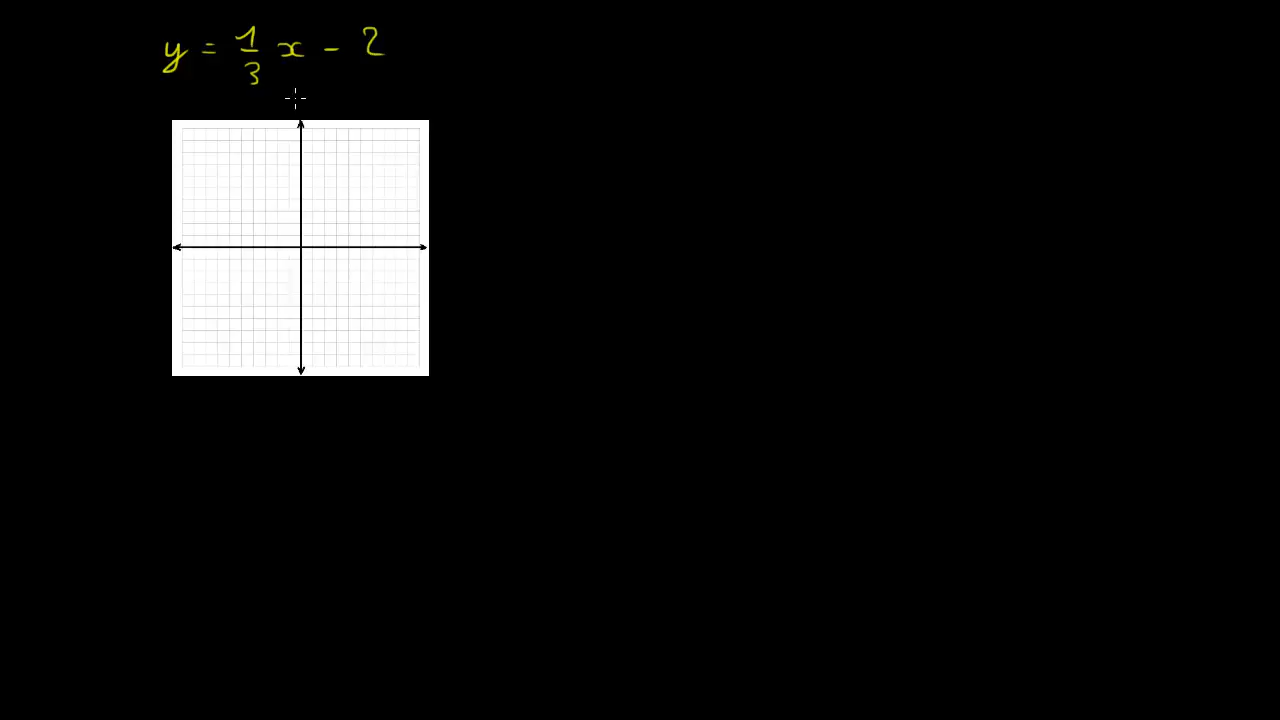 y = 1/3 x - 2